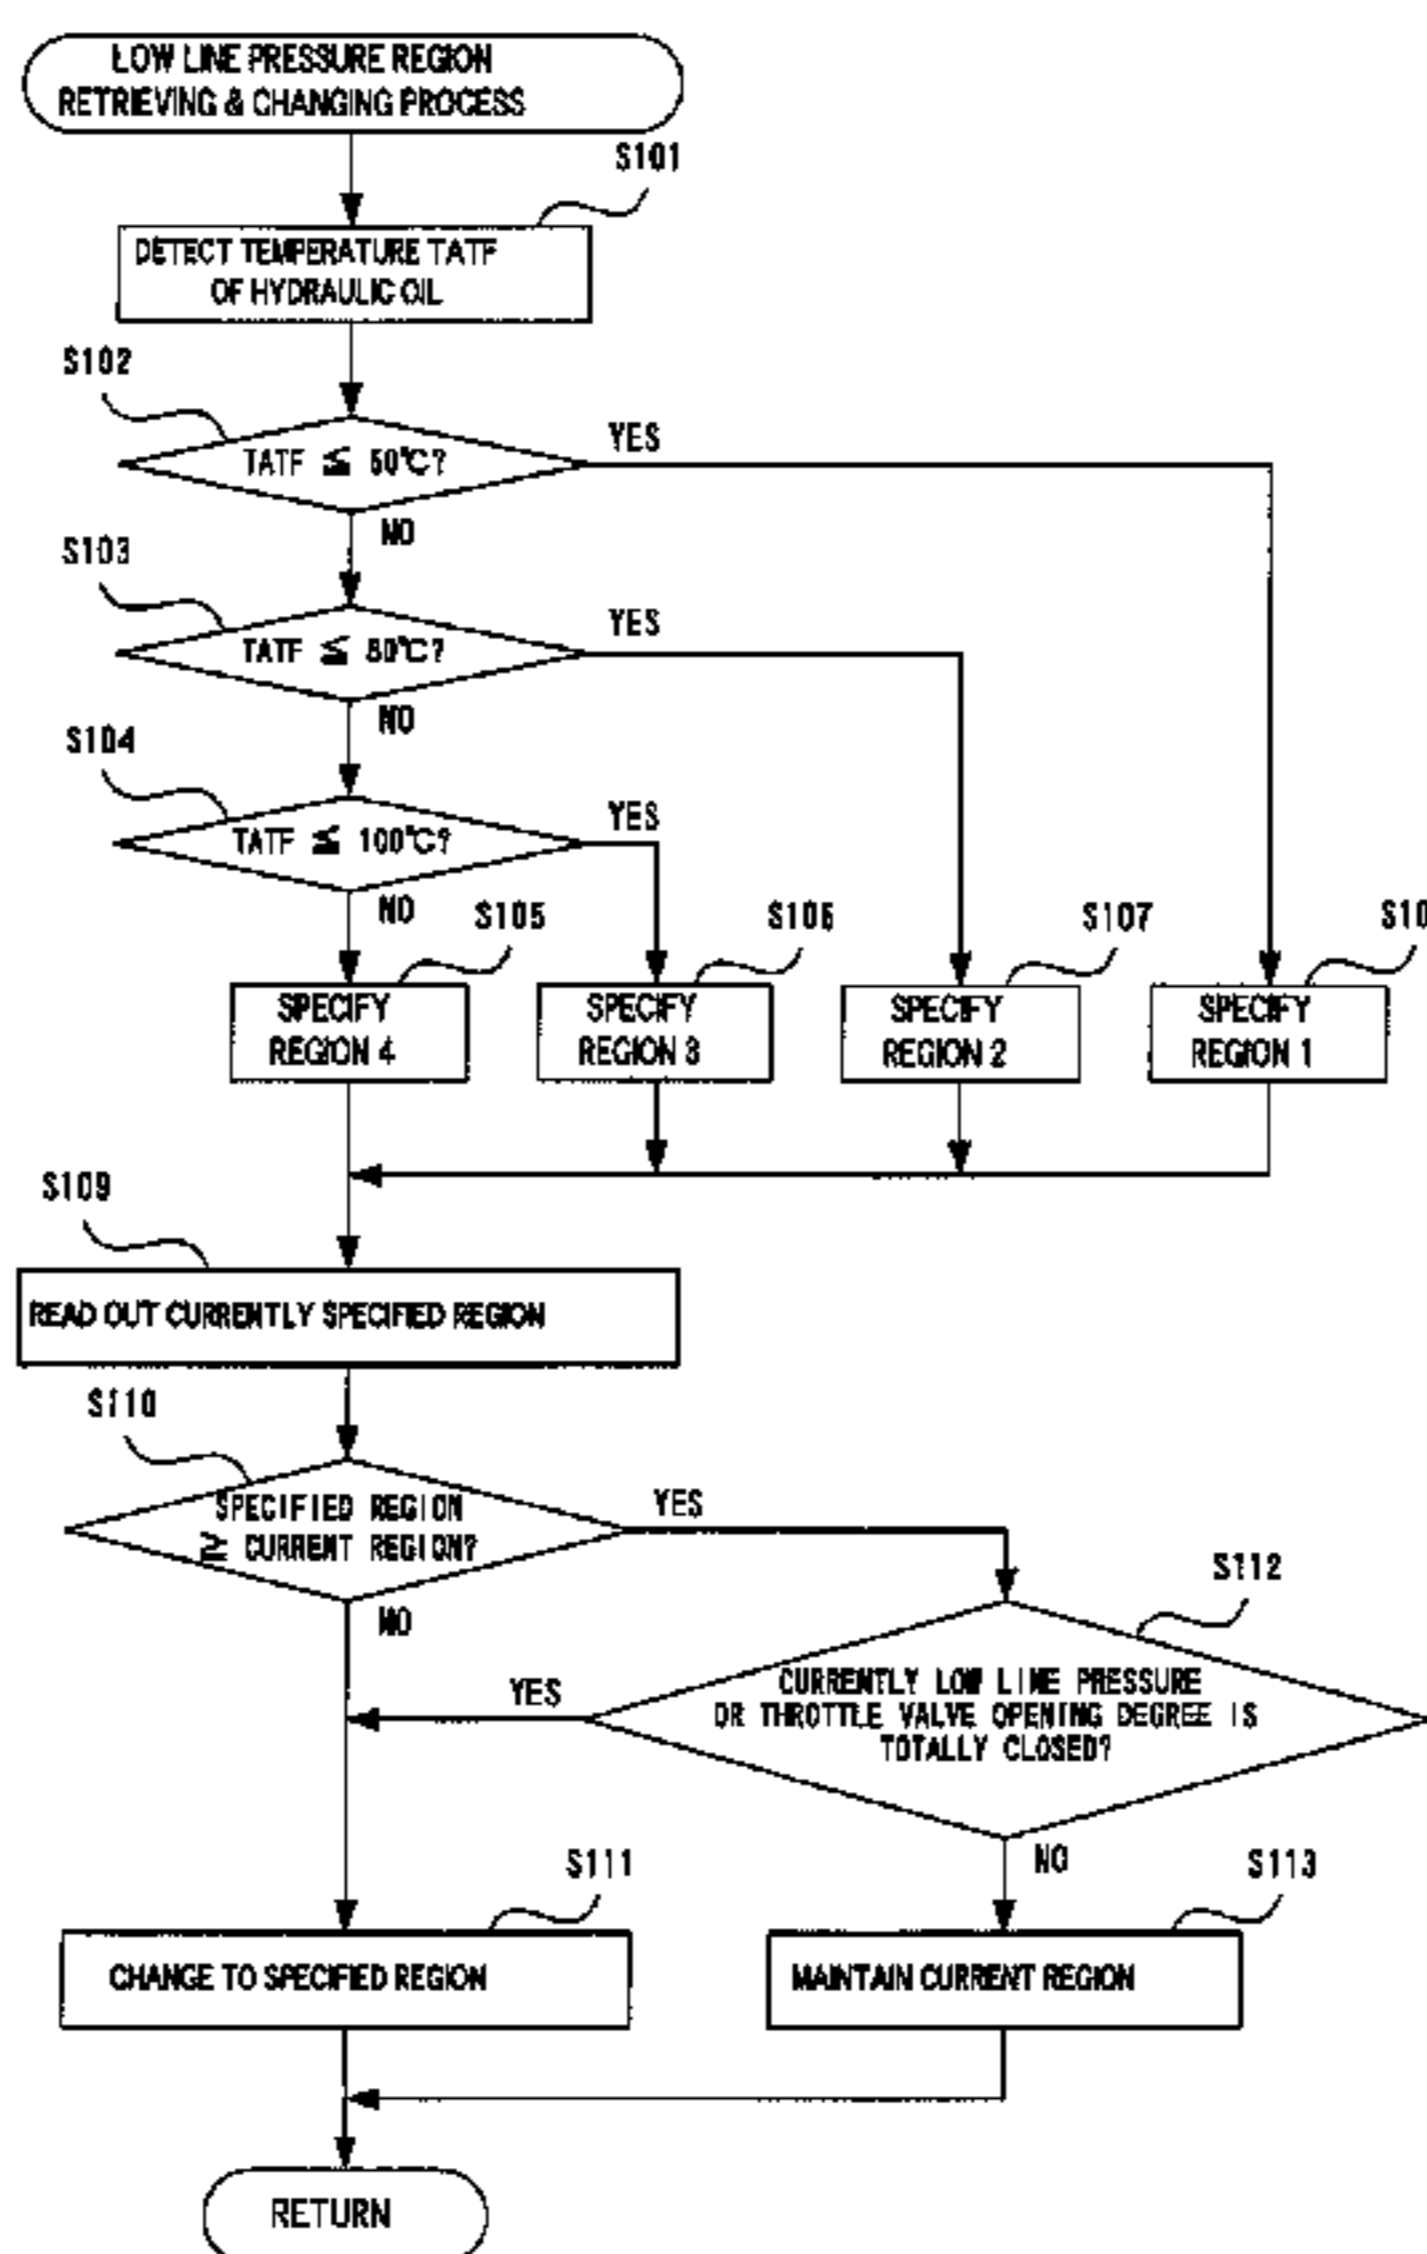 LOW LINE PRESSURE REGION
RETRIEVING & CHANGING PROCESS
S101
DETECT TEMPERATURE TATF
OF HYDRAULIC OIL
S102
TATF ≦ 50°C?
YES
NO
S103
TATF ≦ 80°C?
YES
NO
S104
TATF ≦ 100°C?
YES
NO
S105
S106
S107
S10
SPECIFY
REGION 4
SPECIFY
REGION 3
SPECIFY
REGION 2
SPECIFY
REGION 1
S109
READ OUT CURRENTLY SPECIFIED REGION
S110
SPECIFIED REGION
≧ CURRENT REGION?
YES
NO
S112
CURRENTLY LOW LINE PRESSURE
OR THROTTLE VALVE OPENING DEGREE IS
TOTALLY CLOSED?
YES
NO
S111
CHANGE TO SPECIFIED REGION
S113
MAINTAIN CURRENT REGION
RETURN